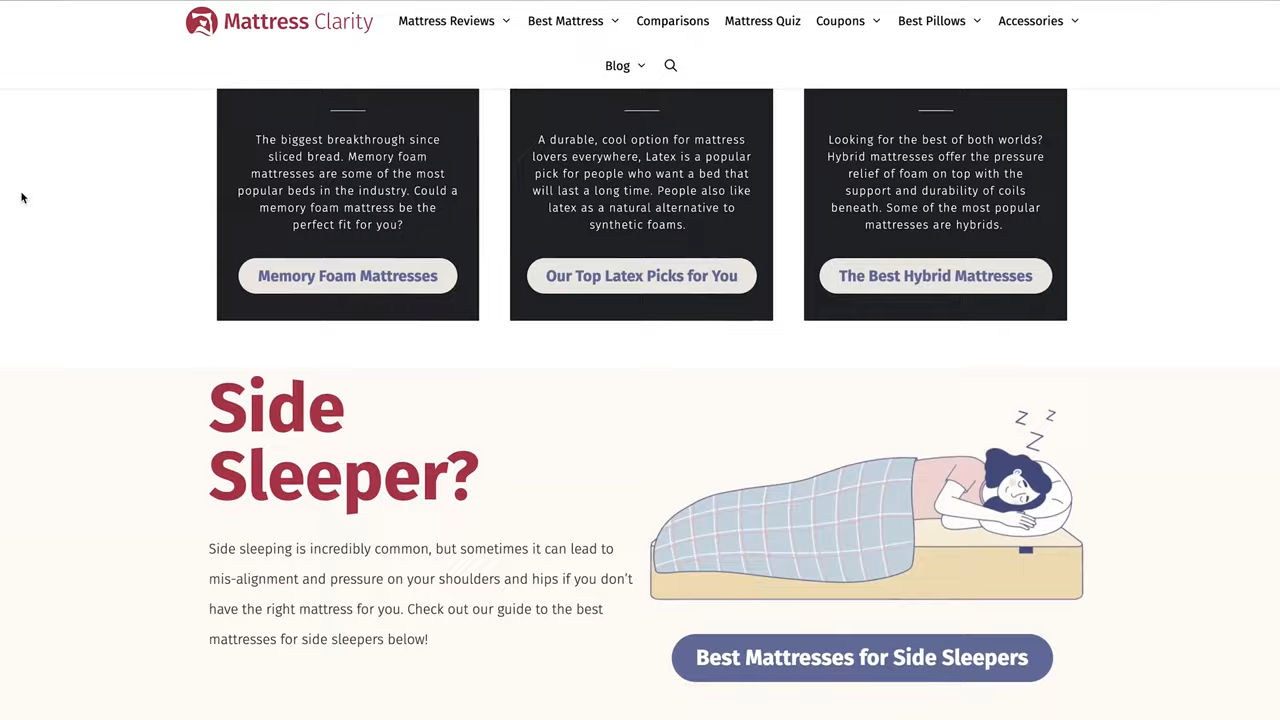 Mattress Clarity
Mattress Reviews Best Mattress Comparisons Mattress Quiz Coupons Best Pillows Accessories
Blog
The biggest breakthrough since
sliced bread. Memory foam
mattresses are some of the most
popular beds in the industry. Could a
memory foam mattress be the
perfect fit for you?
Memory Foam Mattresses
A durable, cool option for mattress
lovers everywhere, Latex is a popular
pick for people who want a bed that
will last a long time. People also like
latex as a natural alternative to
synthetic foams.
Our Top Latex Picks for You
Looking for the best of both worlds?
Hybrid mattresses offer the pressure
relief of foam on top with the
support and durability of coils
beneath. Some of the most popular
mattresses are hybrids.
The Best Hybrid Mattresses
Side
Sleeper?
Side sleeping is incredibly common, but sometimes it can lead to
mis-alignment and pressure on your shoulders and hips if you don't
have the right mattress for you. Check out our guide to the best
mattresses for side sleepers below!
Z Z
Z
Best Mattresses for Side Sleepers